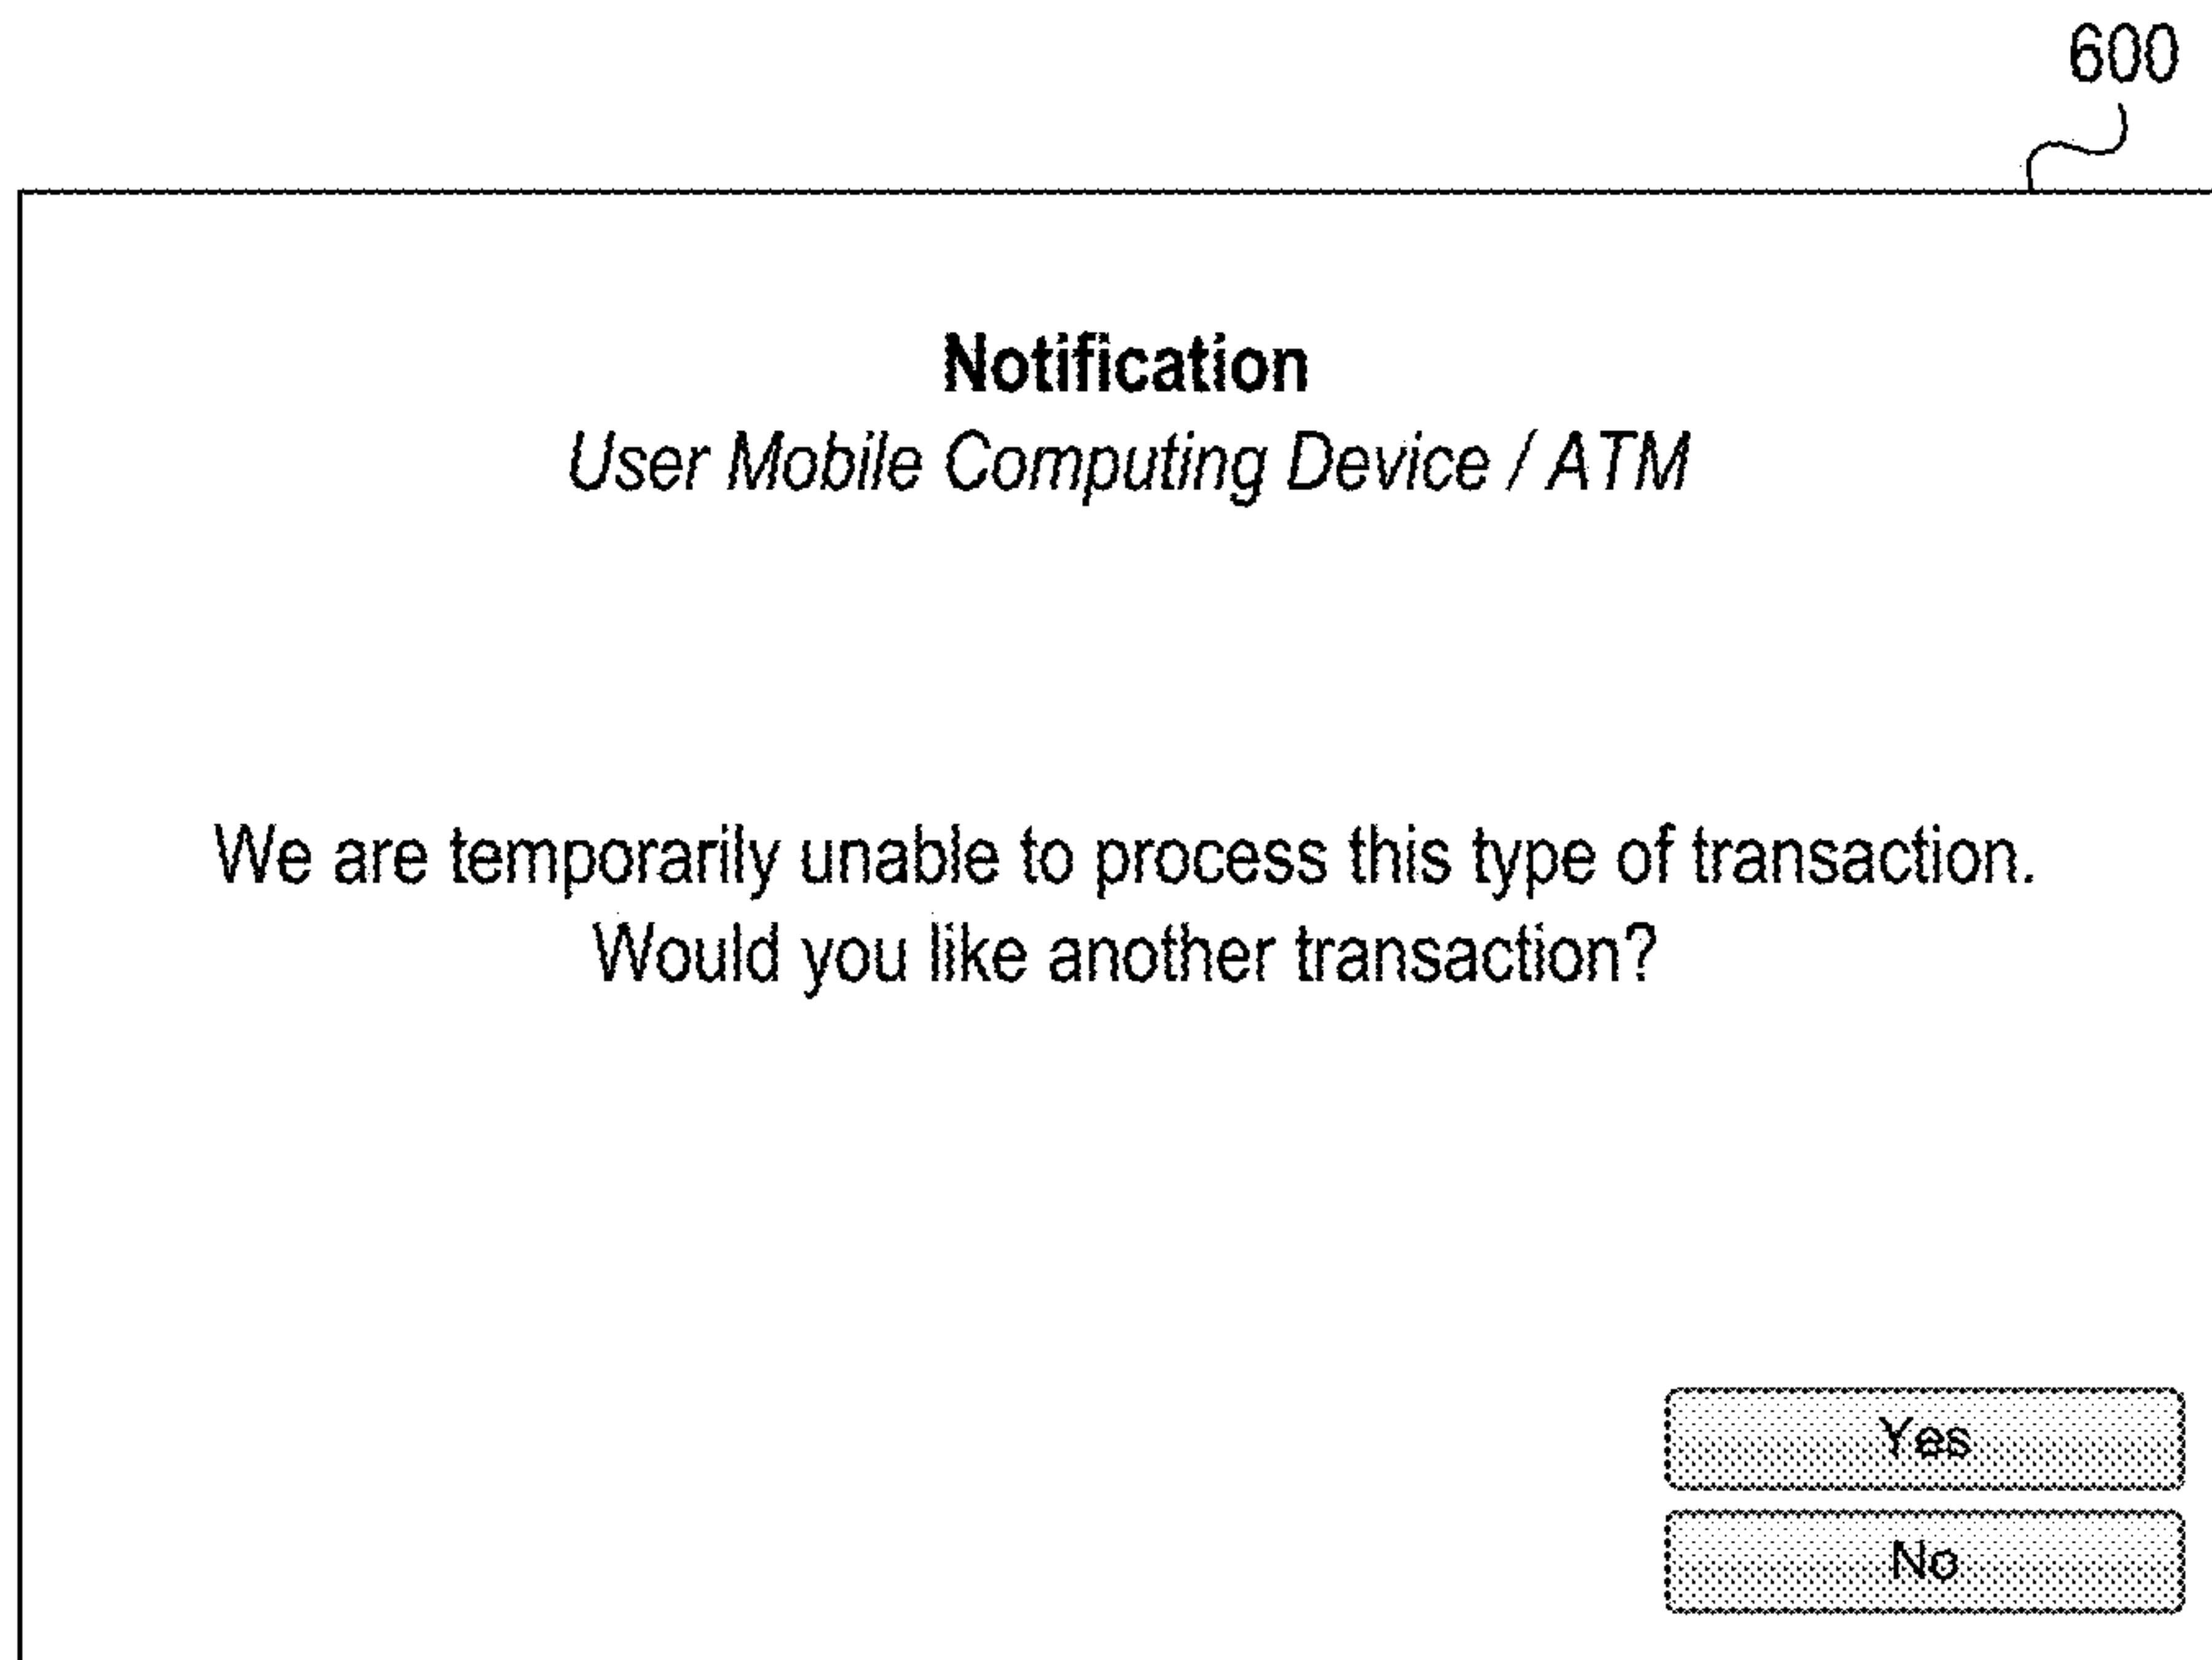 600
Notification
User Mobile Computing Device / ATM
We are temporarily unable to process this type of transaction.
Would you like another transaction?
Yes
No